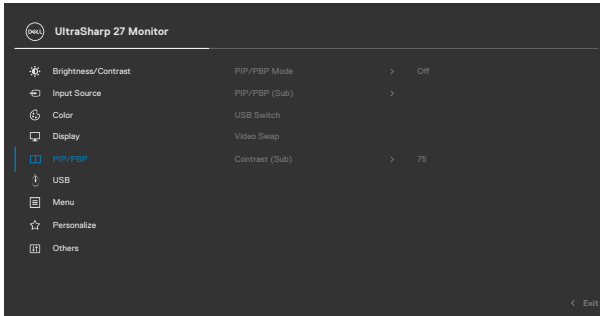 DELL UltraSharp 27 Monitor
Brightness/Contrast PIP/PBP Mode > Off
Input Source PIP/PBP (Sub) >
Color USB Switch
Display Video Swap
PIP/PBP Contrast (Sub) > 75
USB
Menu
Personalize
Others
< Exit